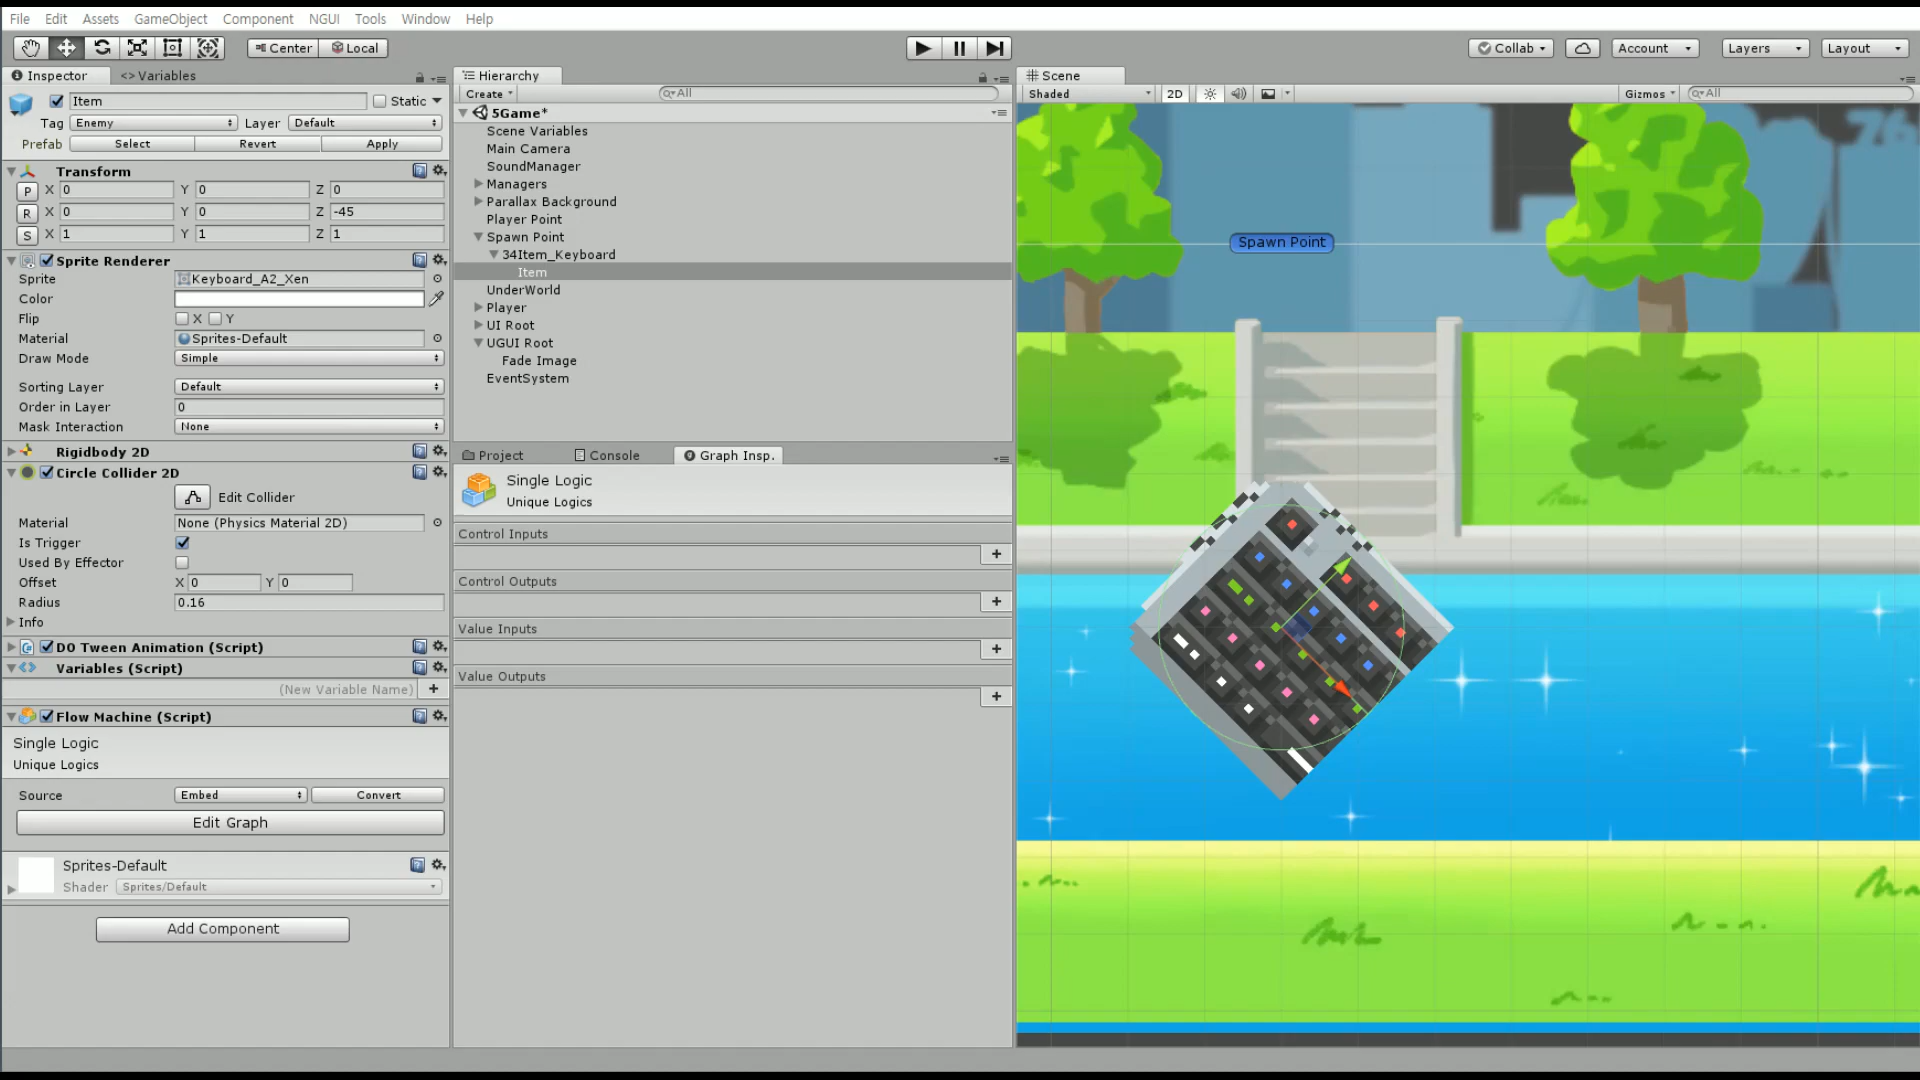 File Edit Assets GameObject Component NGUI Tools Window Help
Center Local Collab Account Layers Layout
Inspector <> Variables
Item Static
Tag Enemy Layer Default
Prefab Select Revert Apply
Transform
P X 0 Y 0 Z 0
R X 0 Y 0 Z -45
S X 1 Y 1 Z 1
Sprite Renderer
Sprite Keyboard_A2_Xen
Color
Flip X Y
Material Sprites-Default
Draw Mode Simple
Sorting Layer Default
Order in Layer 0
Mask Interaction None
Rigidbody 2D
Circle Collider 2D
Edit Collider
Material None (Physics Material 2D)
Is Trigger
Used By Effector
Offset X 0 Y 0
Radius 0.16
Info
DO Tween Animation (Script)
Variables (Script)
(New Variable Name) +
Flow Machine (Script)
Single Logic
Unique Logics
Source Embed Convert
Edit Graph
Sprites-Default
Shader Sprites/Default
Add Component
Hierarchy
Create All
5Game*
Scene Variables
Main Camera
SoundManager
Managers
Parallax Background
Player Point
Spawn Point
34Item_Keyboard
Item
UnderWorld
Player
UI Root
UGUI Root
Fade Image
EventSystem
Project Console Graph Insp.
Single Logic
Unique Logics
Control Inputs
+
Control Outputs
+
Value Inputs
+
Value Outputs
+
Scene
Shaded 2D Gizmos All
Spawn Point